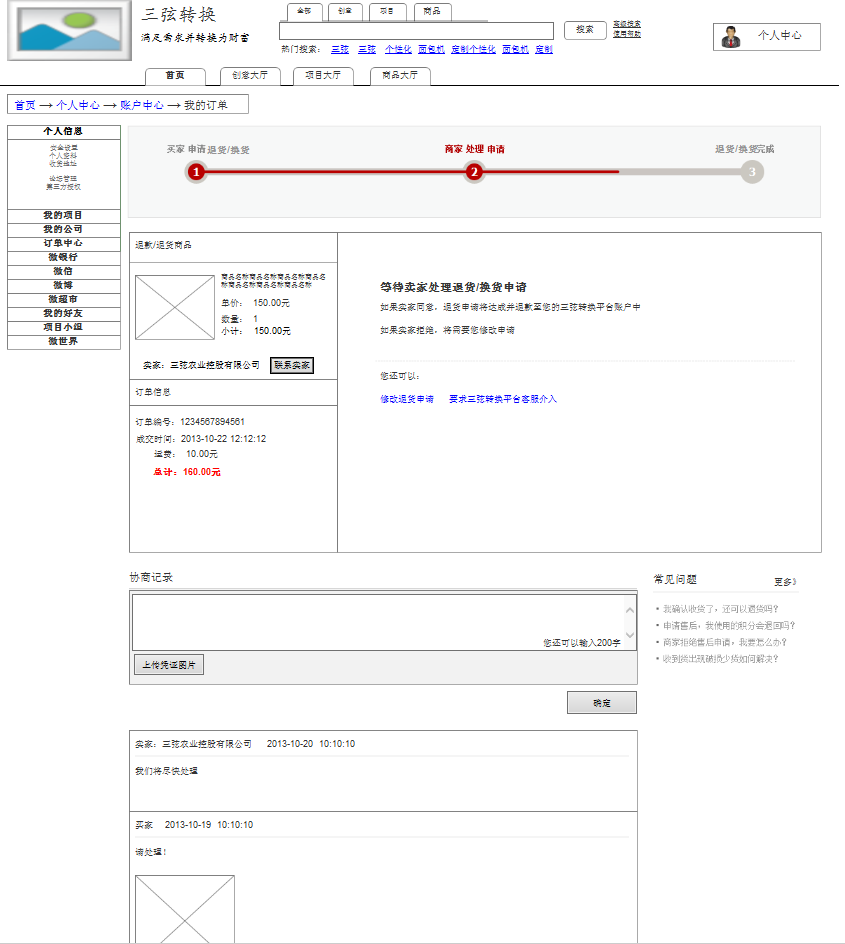 三弦转换
满足需求并转换为财富
全部 创意 项目 商品
搜索
高级搜索
使用帮助
热门搜索： 三弦 三弦 个性化 面包机 定制个性化 面包机 定制
个人中心
首页 创意大厅 项目大厅 商品大厅
首页 → 个人中心 → 账户中心 → 我的订单
个人信息
安全设置
个人资料
收货地址
论坛管理
第三方授权
我的项目
我的公司
订单中心
微银行
微信
微博
微超市
我的好友
项目小组
微世界
买家 申请退货/换货 商家 处理 申请 退货/换货完成
1 2 3
退款/退货商品
商品名称商品名称商品名称商品名
称商品名称商品名称商品名称
单价： 150.00元
数量： 1
小计： 150.00元
卖家：三弦农业控股有限公司 联系卖家
订单信息
订单编号：1234567894561
成交时间：2013-10-22 12:12:12
运费： 10.00元
总计：160.00元
等待卖家处理退货/换货申请
如果卖家同意，退货申请将达成并退款至您的三弦转换平台账户中
如果卖家拒绝，将需要您修改申请
您还可以：
修改退货申请 要求三弦转换平台客服介入
协商记录
您还可以输入200字
上传凭证图片
确定
常见问题 更多》
• 我确认收货了，还可以退货吗?
• 申请售后，我使用的积分会退回吗?
• 商家拒绝售后申请，我要怎么办?
• 收到货出现破损少货如何解决?
卖家：三弦农业控股有限公司 2013-10-20 10:10:10
我们将尽快处理
买家 2013-10-19 10:10:10
请处理！